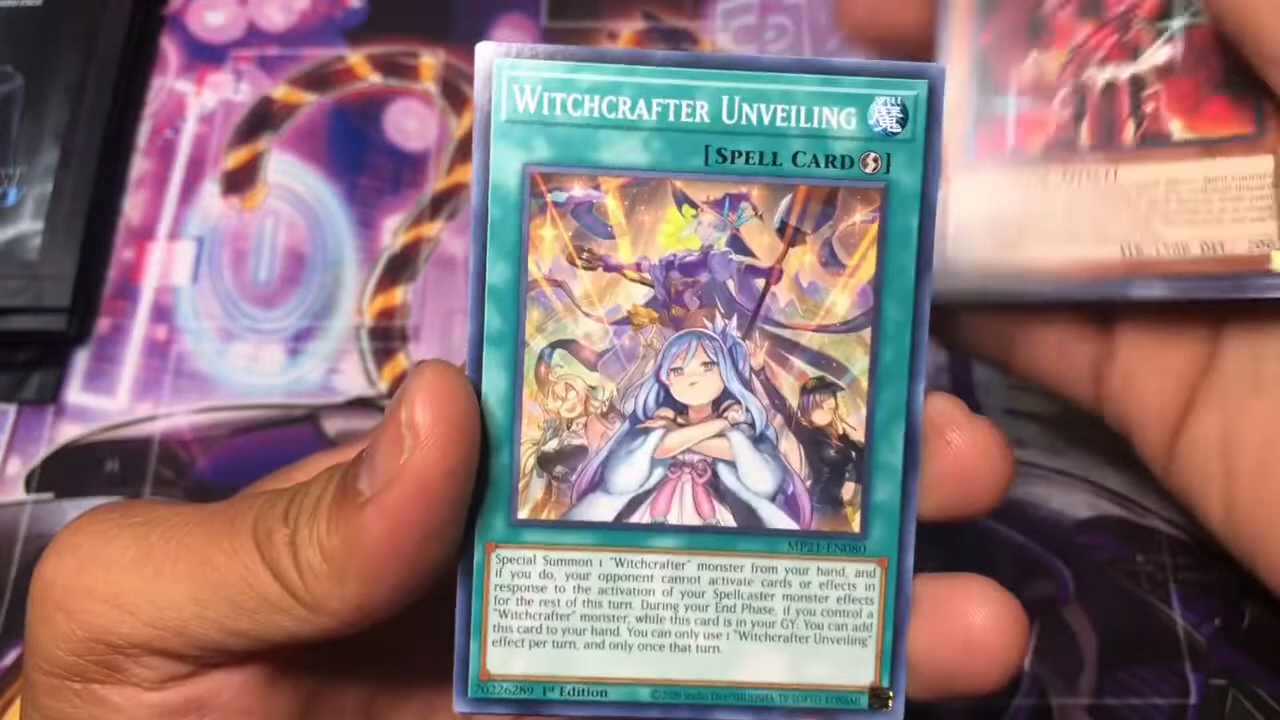 WITCHCRAFTER UNVEILING
魔
[SPELL CARD]
MP21-EN080
Special Summon 1 "Witchcrafter" monster from your hand, and
if you do, your opponent cannot activate cards or effects in
response to the activation of your Spellcaster monster effects
for the rest of this turn. During your End Phase, if you control a
"Witchcrafter" monster, while this card is in your GY: You can add
this card to your hand. You can only use 1 "Witchcrafter Unveiling"
effect per turn, and only once that turn.
70226289 1st Edition
©2020 Studio Dice/SHUEISHA, TV TOKYO, KONAMI